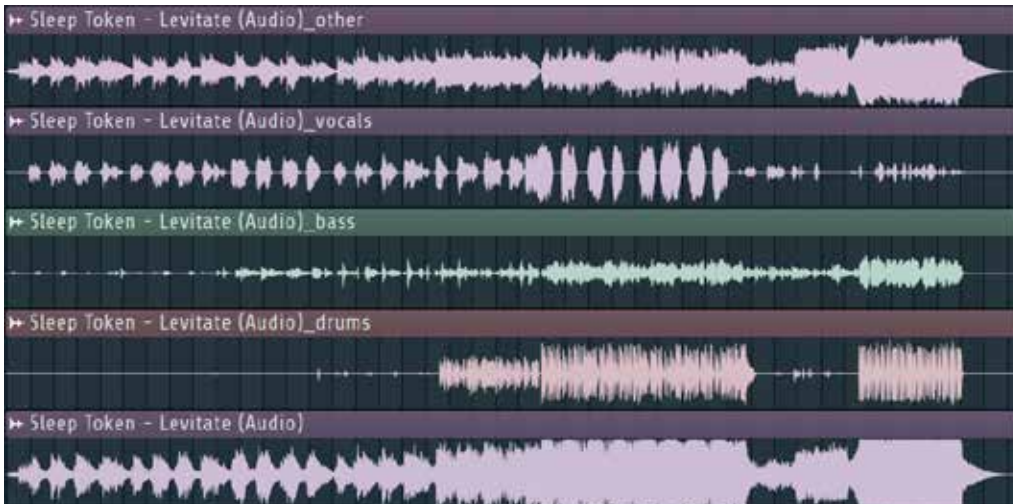 Sleep Token - Levitate (Audio)_other
Sleep Token - Levitate (Audio)_vocals
Sleep Token - Levitate (Audio)_bass
Sleep Token - Levitate (Audio)_drums
Sleep Token - Levitate (Audio)